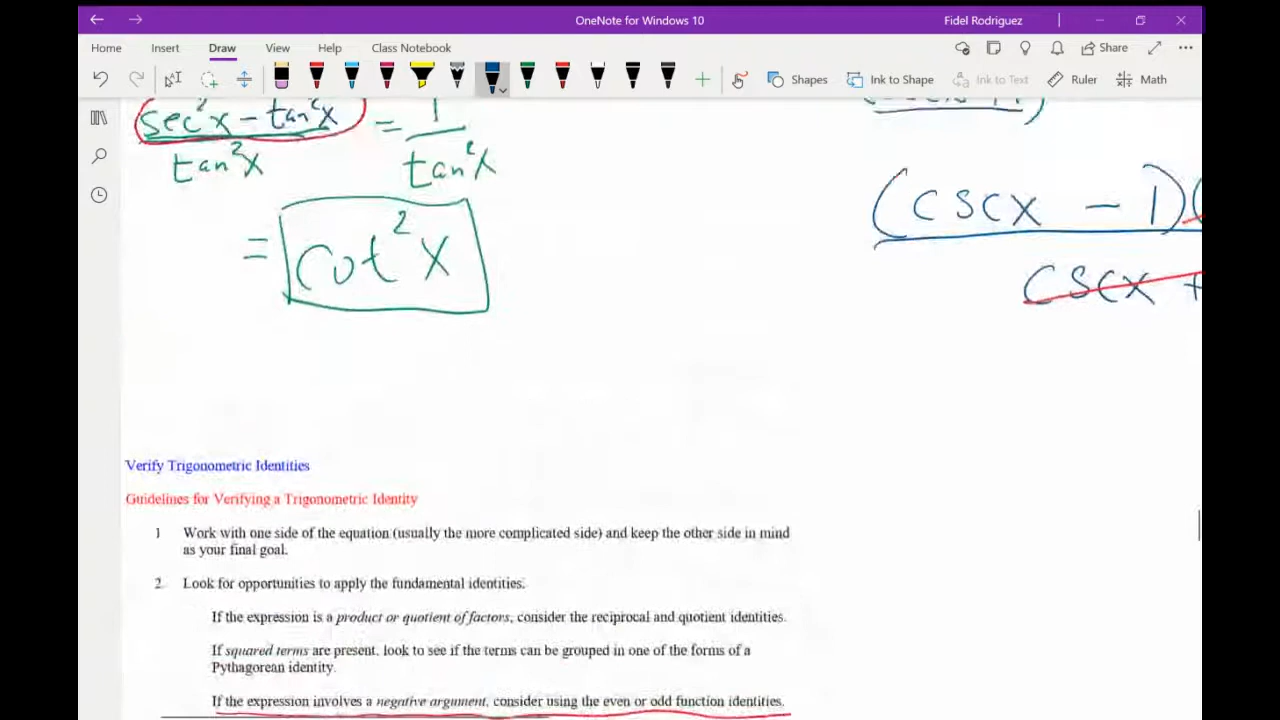 OneNote for Windows 10
Fidel Rodriguez
Home Insert Draw View Help Class Notebook
Share
Shapes Ink to Shape Ink to Text Ruler Math
sec²x − tan²x = 1
tan²x tan²x
= cot²x
(cscx − 1)(
cscx +
Verify Trigonometric Identities
Guidelines for Verifying a Trigonometric Identity
1 Work with one side of the equation (usually the more complicated side) and keep the other side in mind
as your final goal.
2. Look for opportunities to apply the fundamental identities.
If the expression is a product or quotient of factors, consider the reciprocal and quotient identities.
If squared terms are present, look to see if the terms can be grouped in one of the forms of a
Pythagorean identity.
If the expression involves a negative argument, consider using the even or odd function identities.